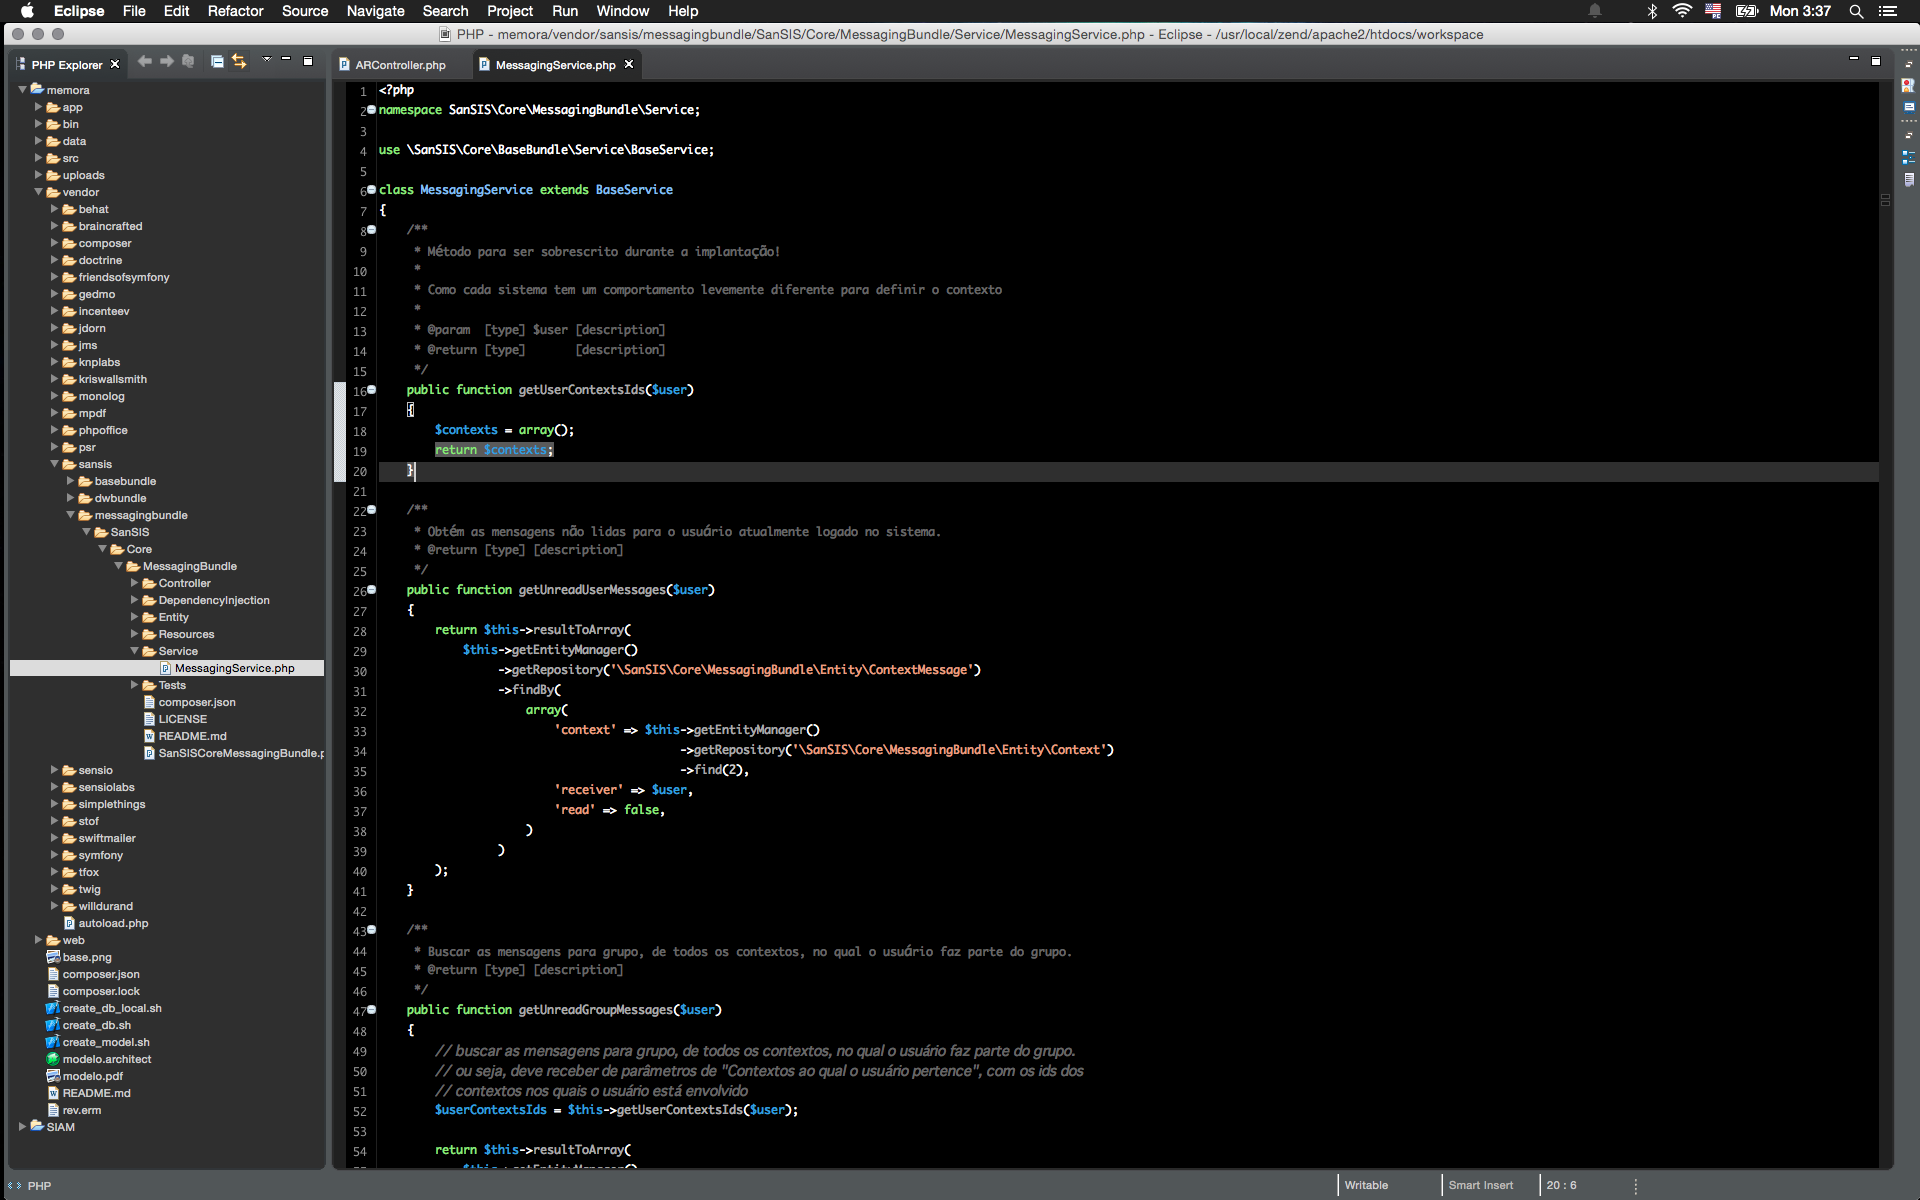 Eclipse File Edit Refactor Source Navigate Search Project Run Window Help Mon 3:37
PHP - memora/vendor/sansis/messagingbundle/SanSIS/Core/MessagingBundle/Service/MessagingService.php - Eclipse - /usr/local/zend/apache2/htdocs/workspace
PHP Explorer
memora
app
bin
data
src
uploads
vendor
behat
braincrafted
composer
doctrine
friendsofsymfony
gedmo
incenteev
jdorn
jms
knplabs
kriswallsmith
monolog
mpdf
phpoffice
psr
sansis
basebundle
dwbundle
messagingbundle
SanSIS
Core
MessagingBundle
Controller
DependencyInjection
Entity
Resources
Service
MessagingService.php
Tests
composer.json
LICENSE
README.md
SanSISCoreMessagingBundle.p
sensio
sensiolabs
simplethings
stof
swiftmailer
symfony
tfox
twig
willdurand
autoload.php
web
base.png
composer.json
composer.lock
create_db_local.sh
create_db.sh
create_model.sh
modelo.architect
modelo.pdf
README.md
rev.erm
SIAM
ARController.php MessagingService.php
1 <?php
2 namespace SanSIS\Core\MessagingBundle\Service;
3
4 use \SanSIS\Core\BaseBundle\Service\BaseService;
5
6 class MessagingService extends BaseService
7 {
8 /**
9 * Método para ser sobrescrito durante a implantação!
10 *
11 * Como cada sistema tem um comportamento levemente diferente para definir o contexto
12 *
13 * @param [type] $user [description]
14 * @return [type] [description]
15 */
16 public function getUserContextsIds($user)
17 {
18 $contexts = array();
19 return $contexts;
20 }
21
22 /**
23 * Obtém as mensagens não lidas para o usuário atualmente logado no sistema.
24 * @return [type] [description]
25 */
26 public function getUnreadUserMessages($user)
27 {
28 return $this->resultToArray(
29 $this->getEntityManager()
30 ->getRepository('\SanSIS\Core\MessagingBundle\Entity\ContextMessage')
31 ->findBy(
32 array(
33 'context' => $this->getEntityManager()
34 ->getRepository('\SanSIS\Core\MessagingBundle\Entity\Context')
35 ->find(2),
36 'receiver' => $user,
37 'read' => false,
38 )
39 )
40 );
41 }
42
43 /**
44 * Buscar as mensagens para grupo, de todos os contextos, no qual o usuário faz parte do grupo.
45 * @return [type] [description]
46 */
47 public function getUnreadGroupMessages($user)
48 {
49 // buscar as mensagens para grupo, de todos os contextos, no qual o usuário faz parte do grupo.
50 // ou seja, deve receber de parâmetros de "Contextos ao qual o usuário pertence", com os ids dos
51 // contextos nos quais o usuário está envolvido
52 $userContextsIds = $this->getUserContextsIds($user);
53
54 return $this->resultToArray(
$this->getEntityManager()
PHP Writable Smart Insert 20 : 6